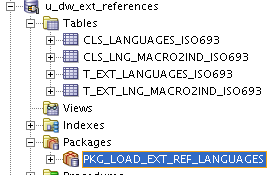 u_dw_ext_references
Tables
CLS_LANGUAGES_ISO693
CLS_LNG_MACRO2IND_ISO693
T_EXT_LANGUAGES_ISO693
T_EXT_LNG_MACRO2IND_ISO693
Views
Indexes
Packages
PKG_LOAD_EXT_REF_LANGUAGES